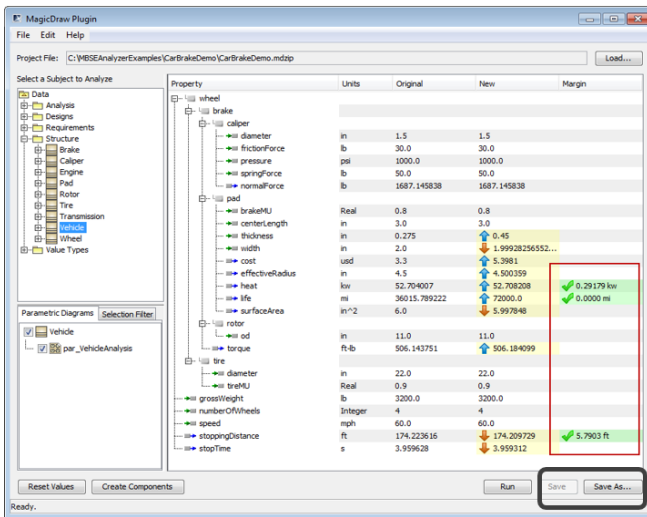 MagicDraw Plugin
File Edit Help
Project File: C:\MBSEAnalyzerExamples\CarBrakeDemo\CarBrakeDemo.mdzip Load...
Select a Subject to Analyze
Data
Analysis
Designs
Requirements
Structure
Brake
Caliper
Engine
Pad
Rotor
Tire
Transmission
Vehicle
Wheel
Value Types
Parametric Diagrams Selection Filter
Vehicle
par_VehicleAnalysis
Property Units Original New Margin
wheel
brake
caliper
diameter in 1.5 1.5
frictionForce lb 30.0 30.0
pressure psi 1000.0 1000.0
springForce lb 50.0 50.0
normalForce lb 1687.145838 1687.145838
pad
brakeMU Real 0.8 0.8
centerLength in 3.0 3.0
thickness in 0.275 0.45
width in 2.0 1.99928256552...
cost usd 3.3 5.3981
effectiveRadius in 4.5 4.500359
heat kw 52.704007 52.708208 0.29179 kw
life mi 36015.789222 72000.0 0.0000 mi
surfaceArea in^2 6.0 5.997848
rotor
od in 11.0 11.0
torque ft-lb 506.143751 506.184099
tire
diameter in 22.0 22.0
tireMU Real 0.9 0.9
grossWeight lb 3200.0 3200.0
numberOfWheels Integer 4 4
speed mph 60.0 60.0
stoppingDistance ft 174.223616 174.209729 5.7903 ft
stopTime s 3.959628 3.959312
Reset Values Create Components Run Save Save As...
Ready.